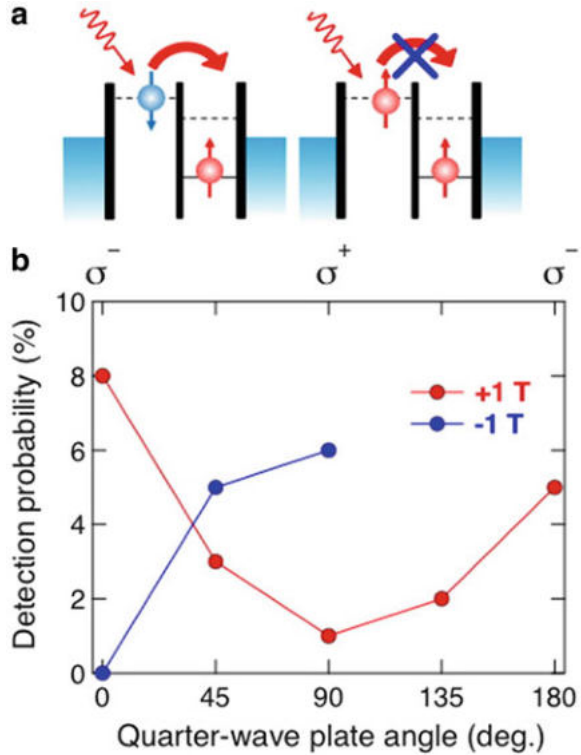 a
b
σ⁻ σ⁺ σ⁻
10
8
6
4
2
0
Detection probability (%)
+1 T
-1 T
0 45 90 135 180
Quarter-wave plate angle (deg.)